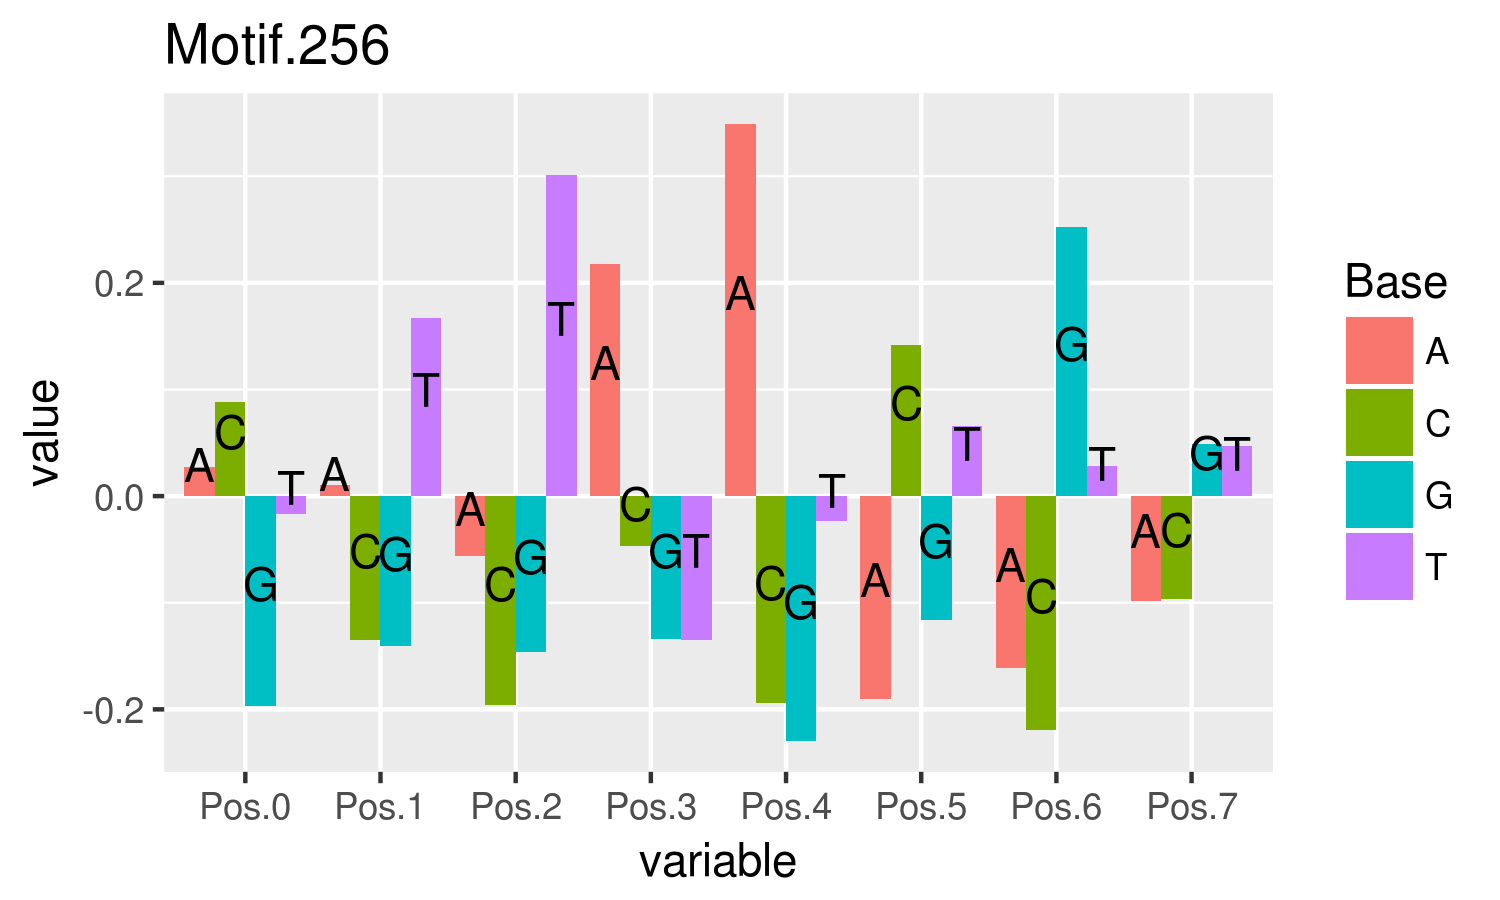 Motif.256
value
0.2
0.0
-0.2
A C G T A C G T A C G T A C G T A C G T A C G T A C G T A C G T
Pos.0 Pos.1 Pos.2 Pos.3 Pos.4 Pos.5 Pos.6 Pos.7
variable
Base
A
C
G
T